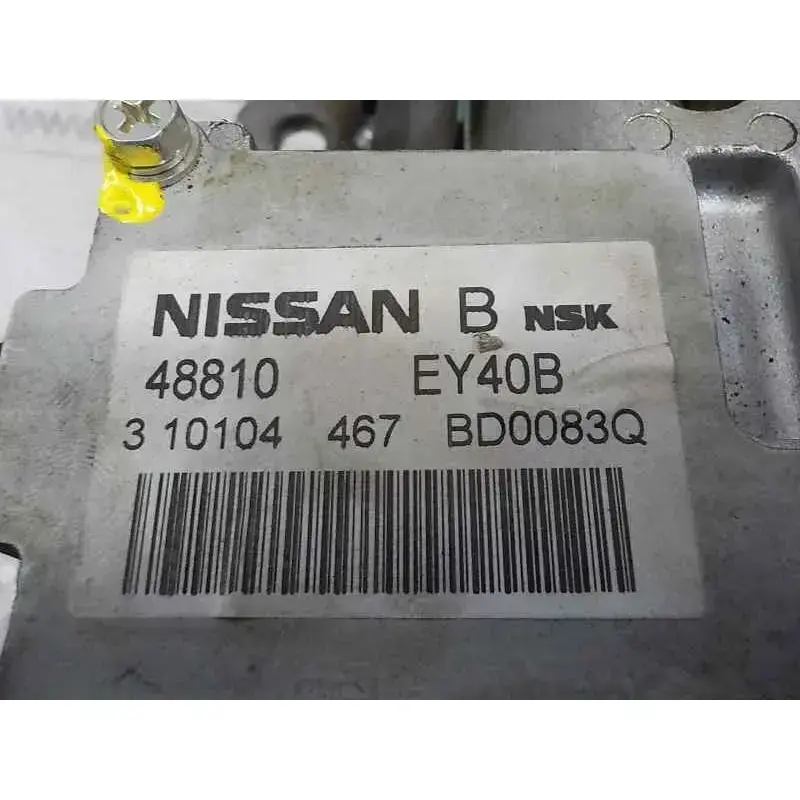 NISSAN B NSK
48810 EY40B
3 10104 467 BD0083Q